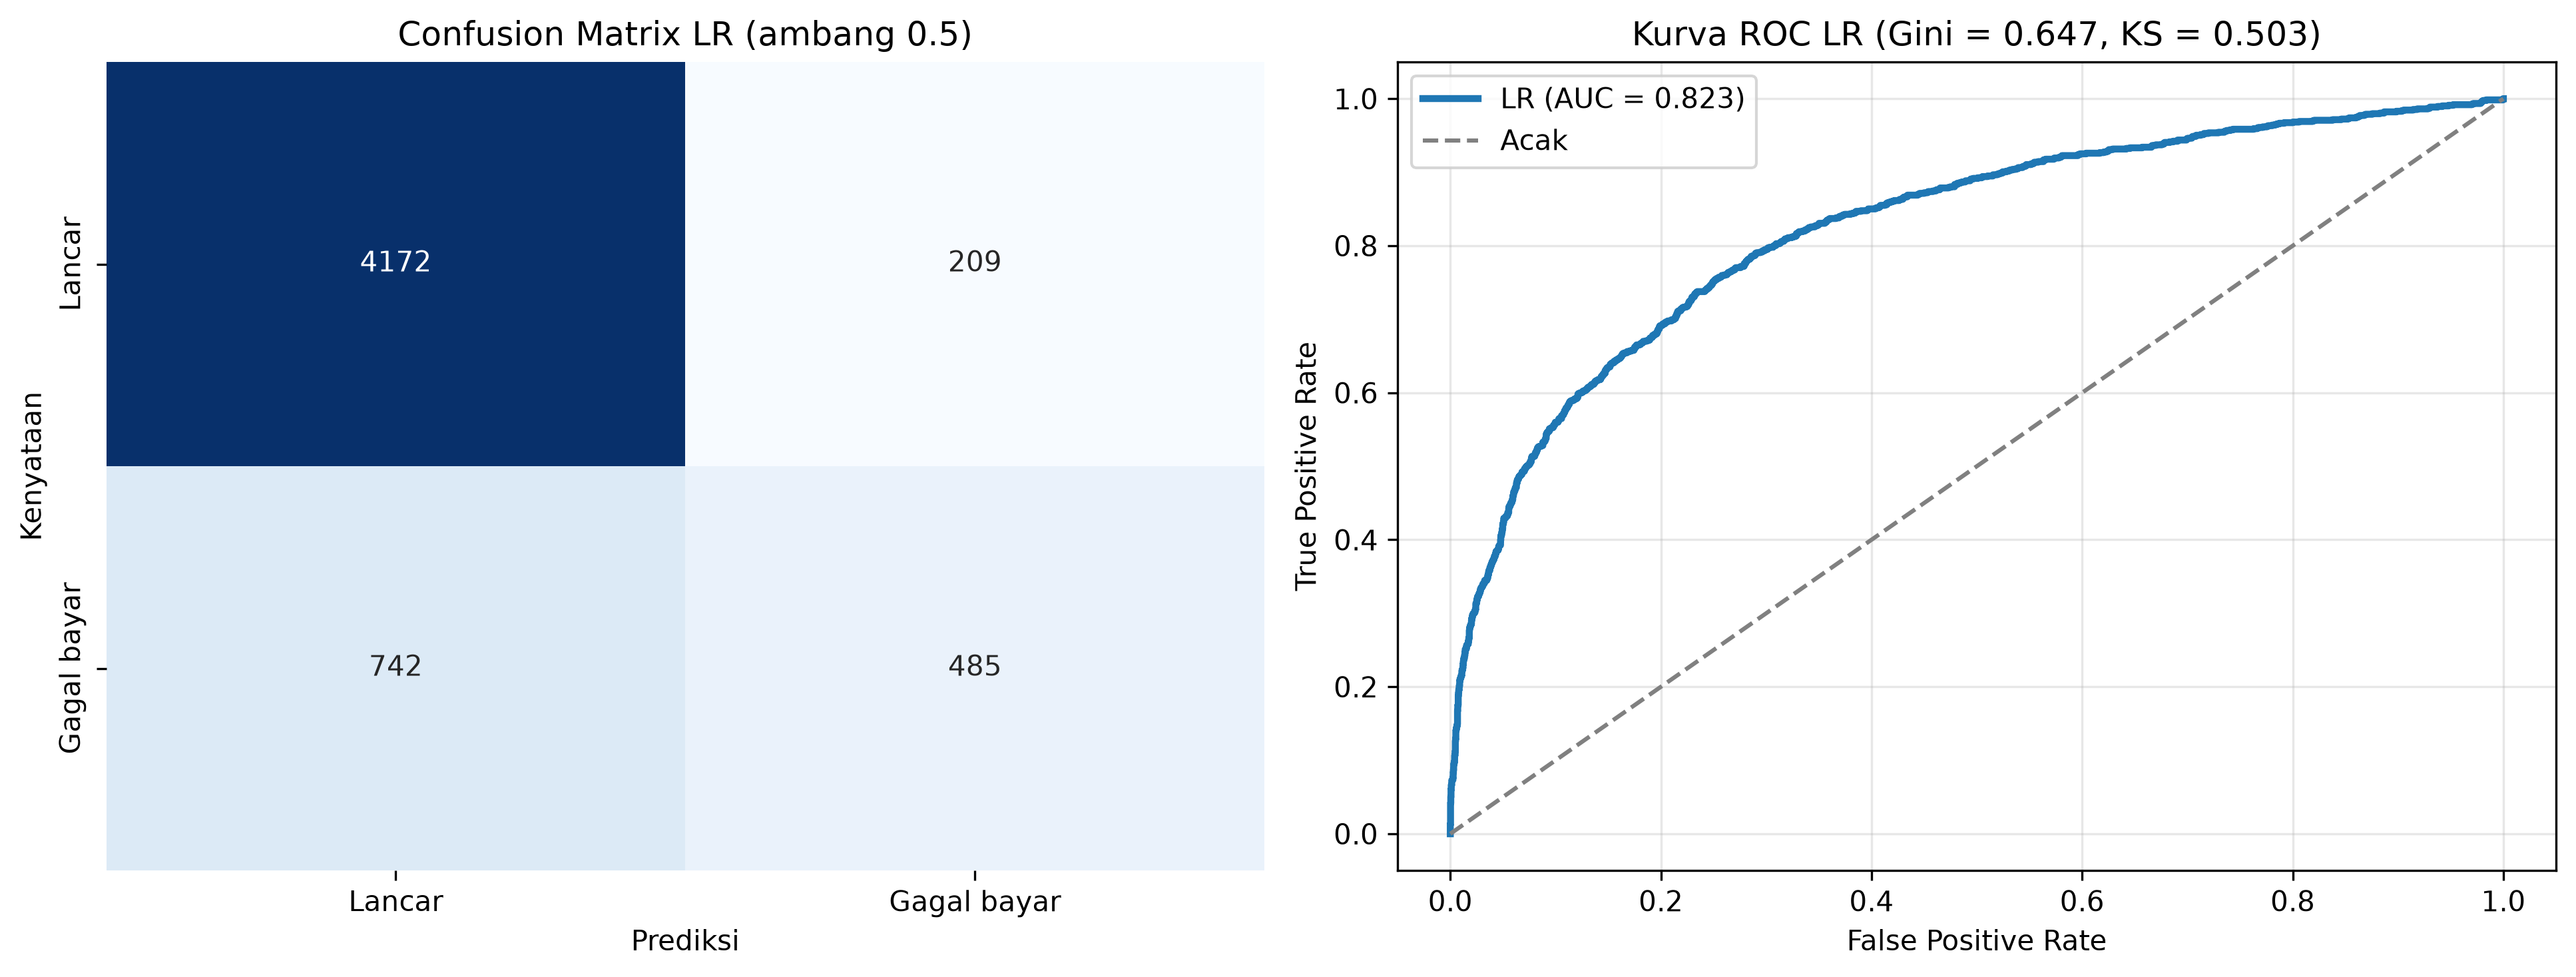 Confusion Matrix LR (ambang 0.5)
Kenyataan
Lancar
4172
209
Gagal bayar
742
485
Lancar
Gagal bayar
Prediksi
Kurva ROC LR (Gini = 0.647, KS = 0.503)
LR (AUC = 0.823)
Acak
True Positive Rate
1.0
0.8
0.6
0.4
0.2
0.0
0.0
0.2
0.4
0.6
0.8
1.0
False Positive Rate